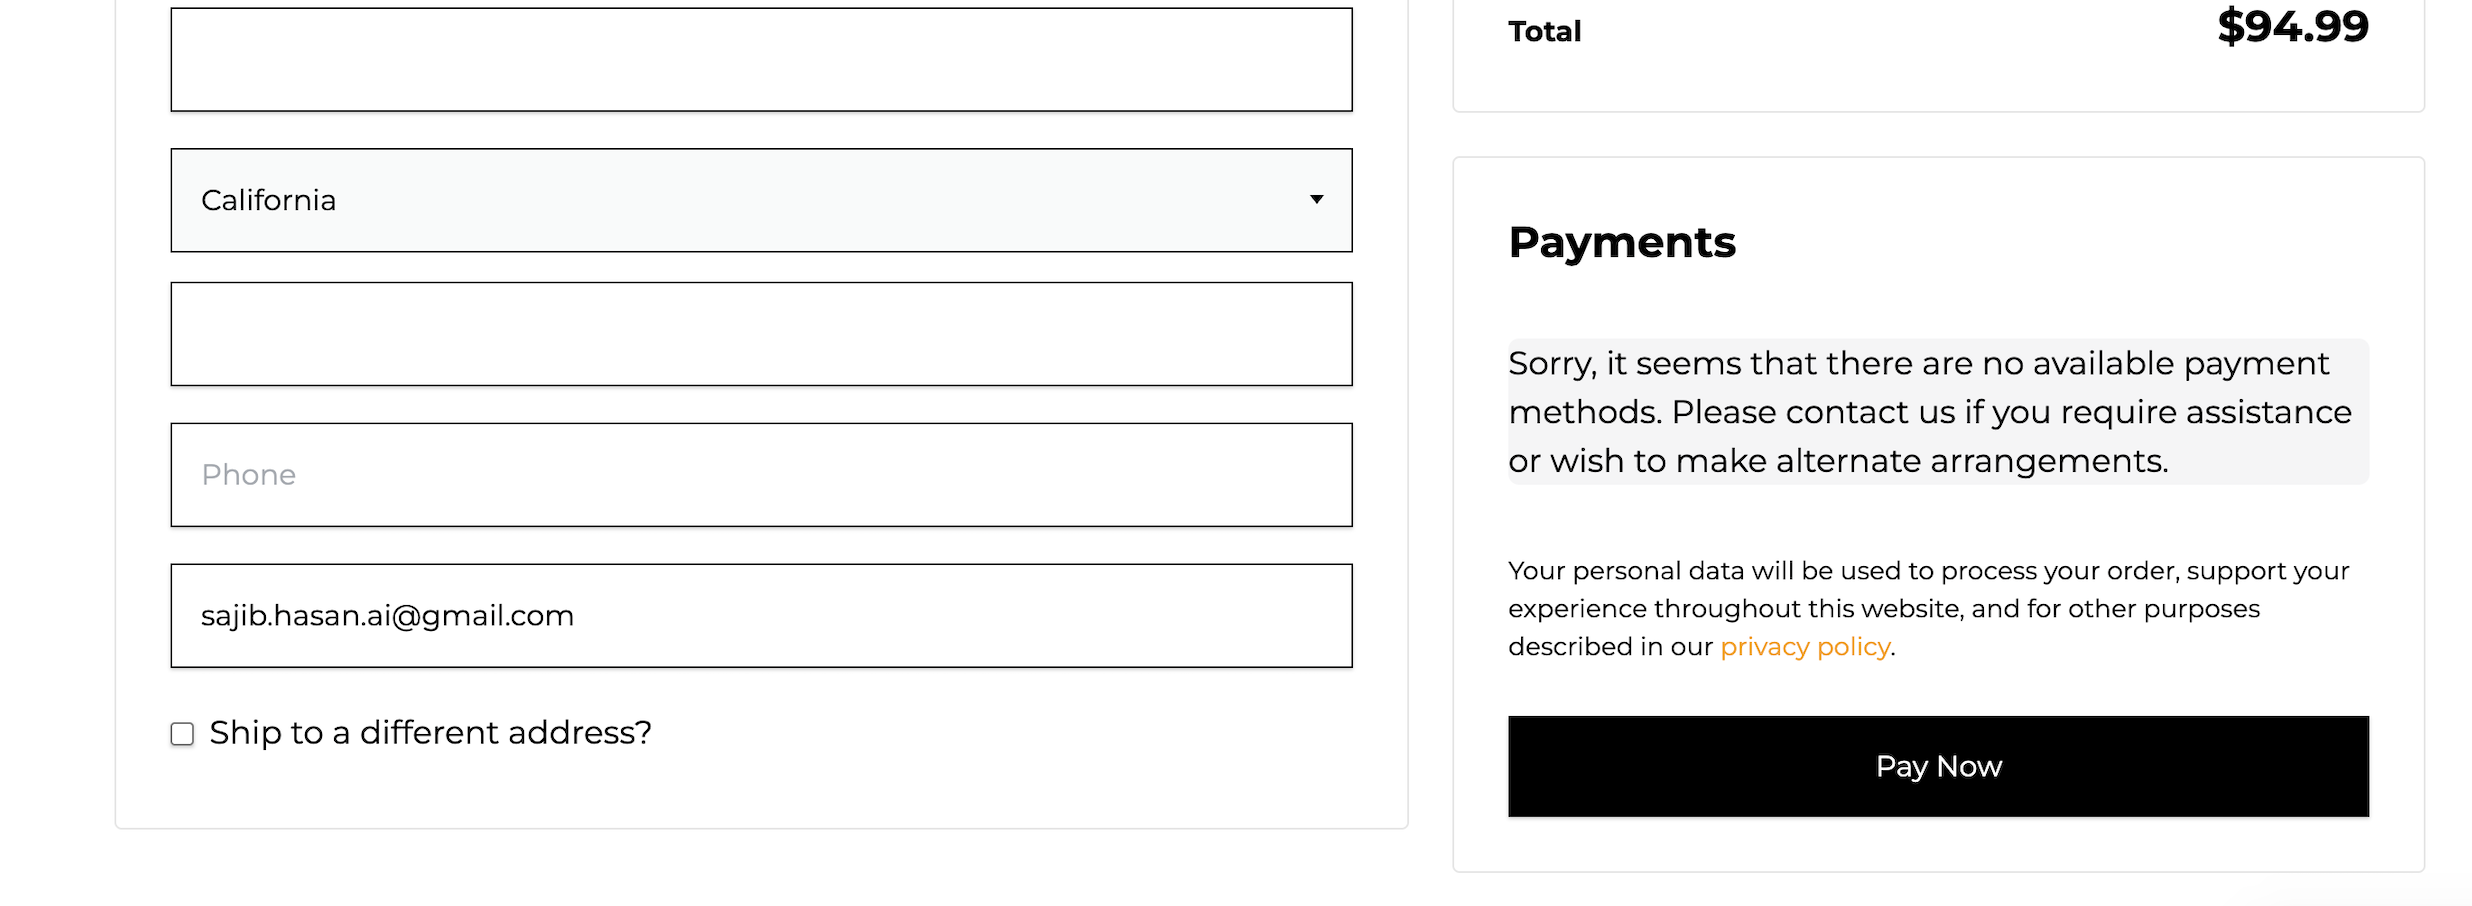 Total
$94.99
California
Phone
sajib.hasan.ai@gmail.com
Ship to a different address?
Payments
Sorry, it seems that there are no available payment
methods. Please contact us if you require assistance
or wish to make alternate arrangements.
Your personal data will be used to process your order, support your
experience throughout this website, and for other purposes
described in our privacy policy.
Pay Now